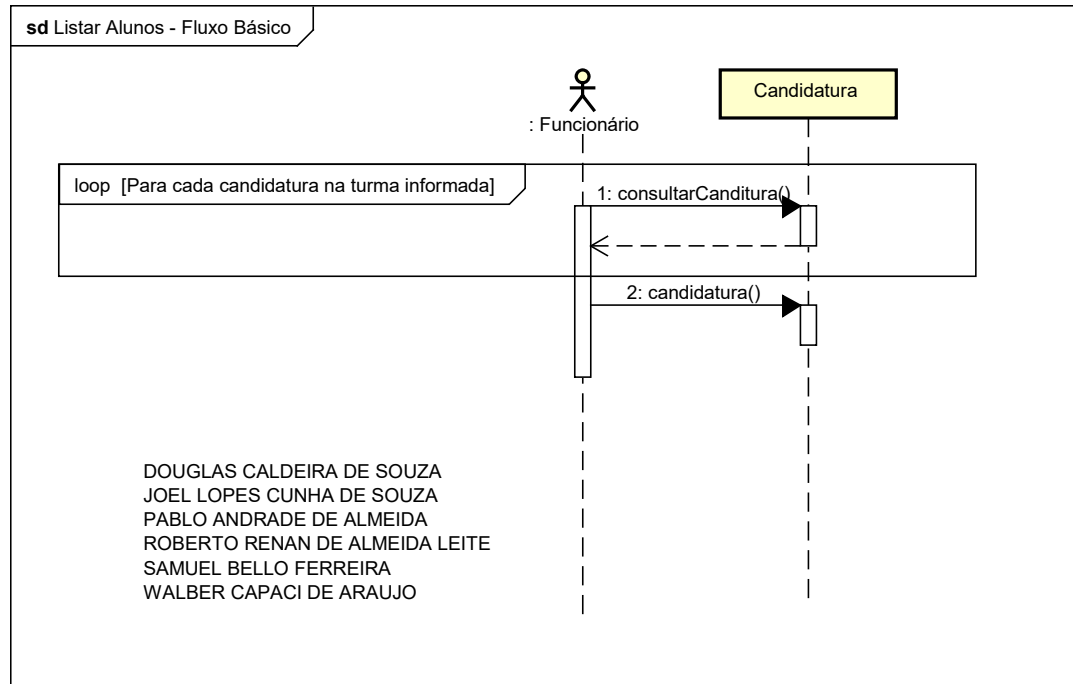 sd Listar Alunos - Fluxo Básico
: Funcionário
Candidatura
loop [Para cada candidatura na turma informada]
1: consultarCanditura()
2: candidatura()
DOUGLAS CALDEIRA DE SOUZA
JOEL LOPES CUNHA DE SOUZA
PABLO ANDRADE DE ALMEIDA
ROBERTO RENAN DE ALMEIDA LEITE
SAMUEL BELLO FERREIRA
WALBER CAPACI DE ARAUJO